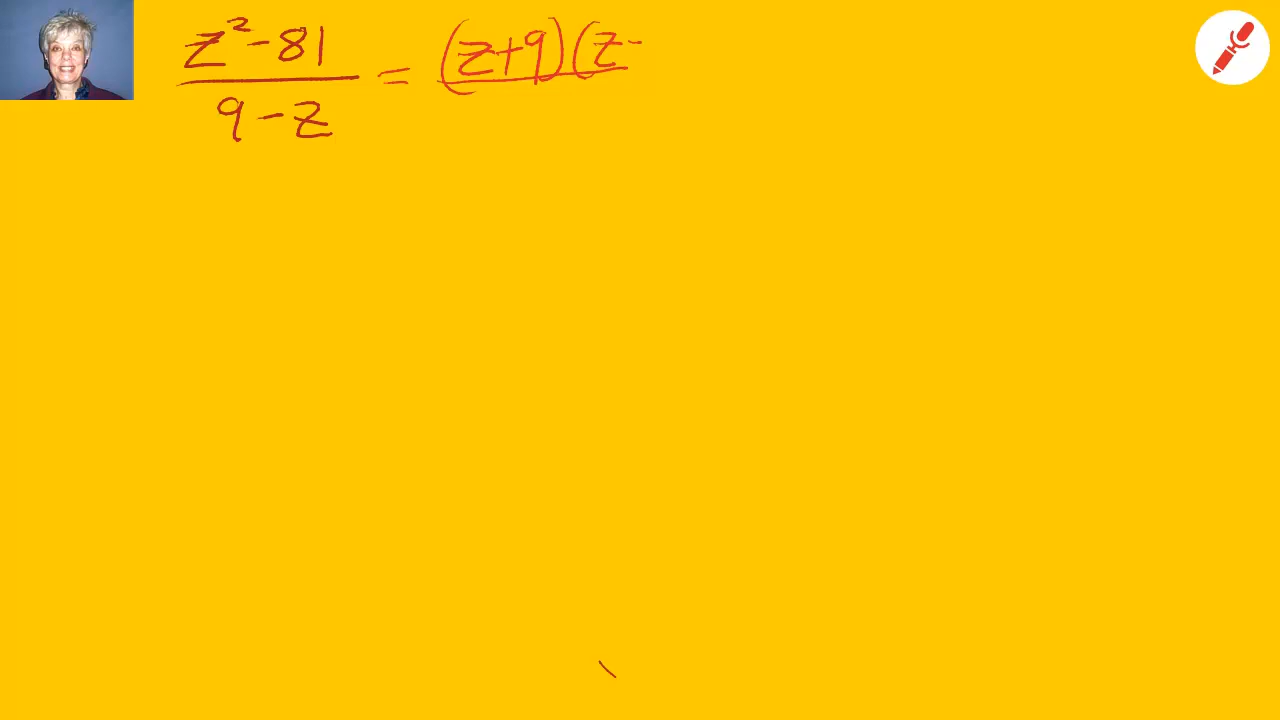 z² - 81 = (z+9)(z-
9 - z